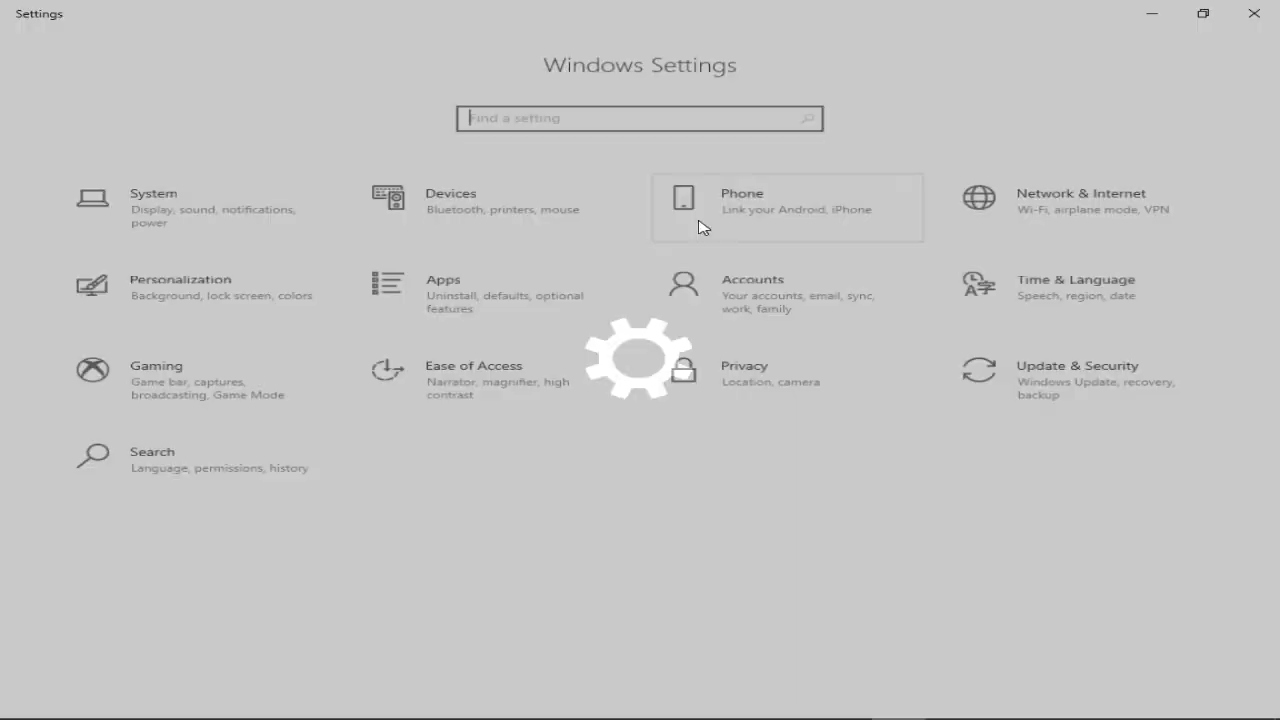 Settings
Windows Settings
Find a setting
System
Display, sound, notifications,
power
Devices
Bluetooth, printers, mouse
Phone
Link your Android, iPhone
Network & Internet
Wi-Fi, airplane mode, VPN
Personalization
Background, lock screen, colors
Apps
Uninstall, defaults, optional
features
Accounts
Your accounts, email, sync,
work, family
Time & Language
Speech, region, date
Gaming
Game bar, captures,
broadcasting, Game Mode
Ease of Access
Narrator, magnifier, high
contrast
Privacy
Location, camera
Update & Security
Windows Update, recovery,
backup
Search
Language, permissions, history